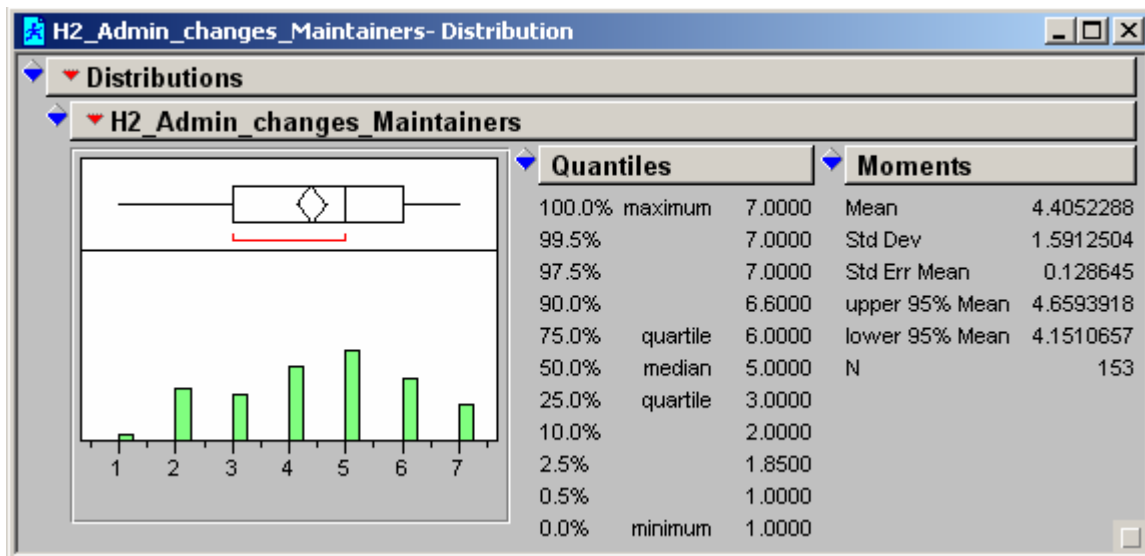 H2_Admin_changes_Maintainers- Distribution
Distributions
H2_Admin_changes_Maintainers
1 2 3 4 5 6 7
Quantiles
100.0% maximum 7.0000
99.5% 7.0000
97.5% 7.0000
90.0% 6.6000
75.0% quartile 6.0000
50.0% median 5.0000
25.0% quartile 3.0000
10.0% 2.0000
2.5% 1.8500
0.5% 1.0000
0.0% minimum 1.0000
Moments
Mean 4.4052288
Std Dev 1.5912504
Std Err Mean 0.128645
upper 95% Mean 4.6593918
lower 95% Mean 4.1510657
N 153